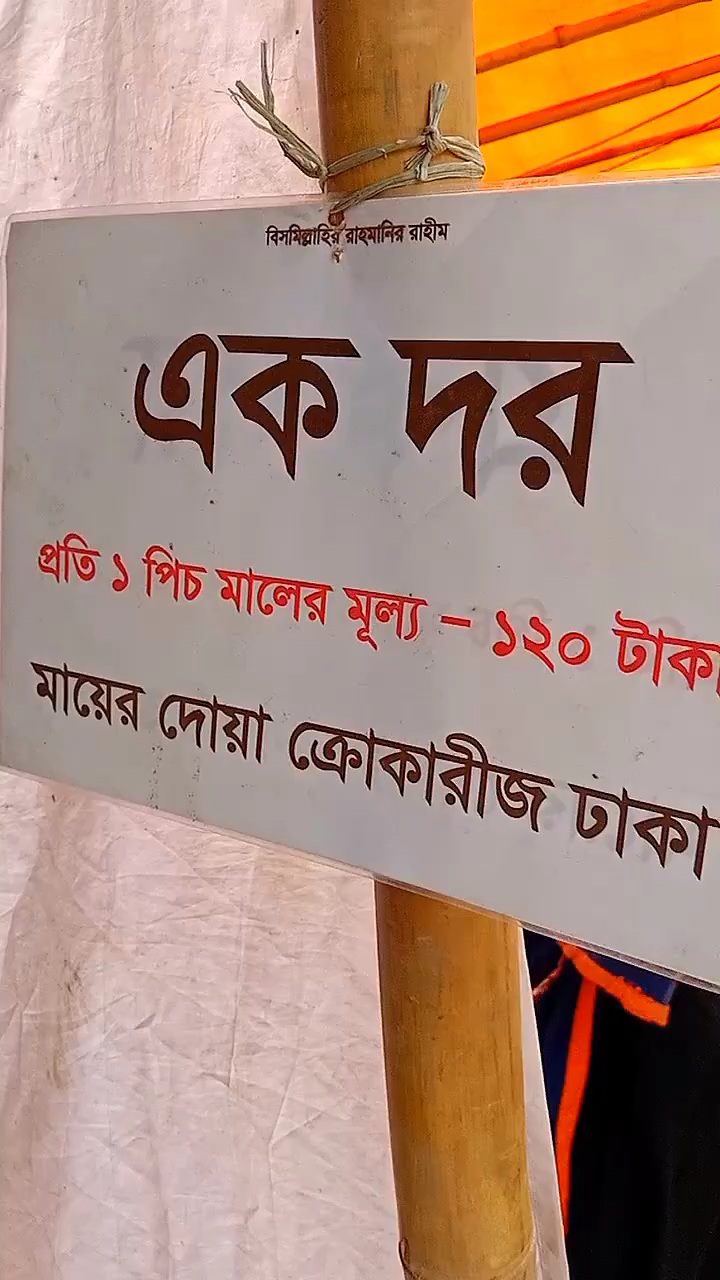 বিসমিল্লাহির রাহমানির রাহীম
এক দর
প্রতি ১ পিচ মালের মূল্য – ১২০ টাকা
মায়ের দোয়া ক্রোকারীজ ঢাকা